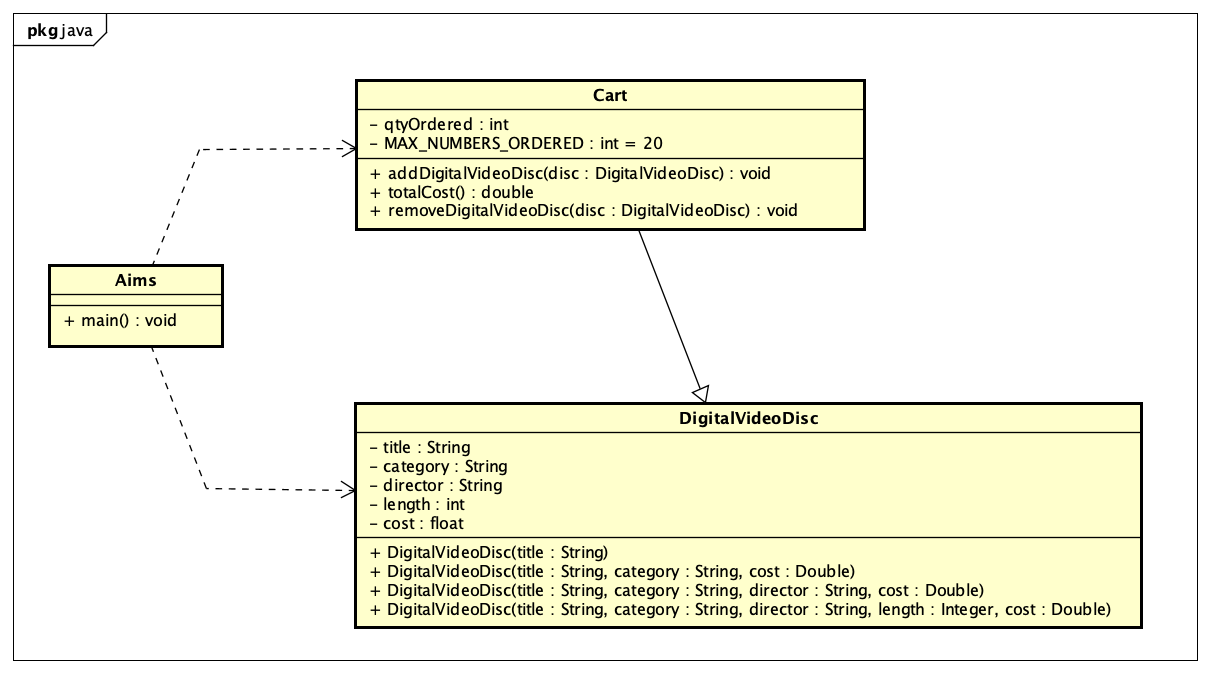 pkg java
Cart
- qtyOrdered : int
- MAX_NUMBERS_ORDERED : int = 20
+ addDigitalVideoDisc(disc : DigitalVideoDisc) : void
+ totalCost() : double
+ removeDigitalVideoDisc(disc : DigitalVideoDisc) : void
Aims
+ main() : void
DigitalVideoDisc
- title : String
- category : String
- director : String
- length : int
- cost : float
+ DigitalVideoDisc(title : String)
+ DigitalVideoDisc(title : String, category : String, cost : Double)
+ DigitalVideoDisc(title : String, category : String, director : String, cost : Double)
+ DigitalVideoDisc(title : String, category : String, director : String, length : Integer, cost : Double)